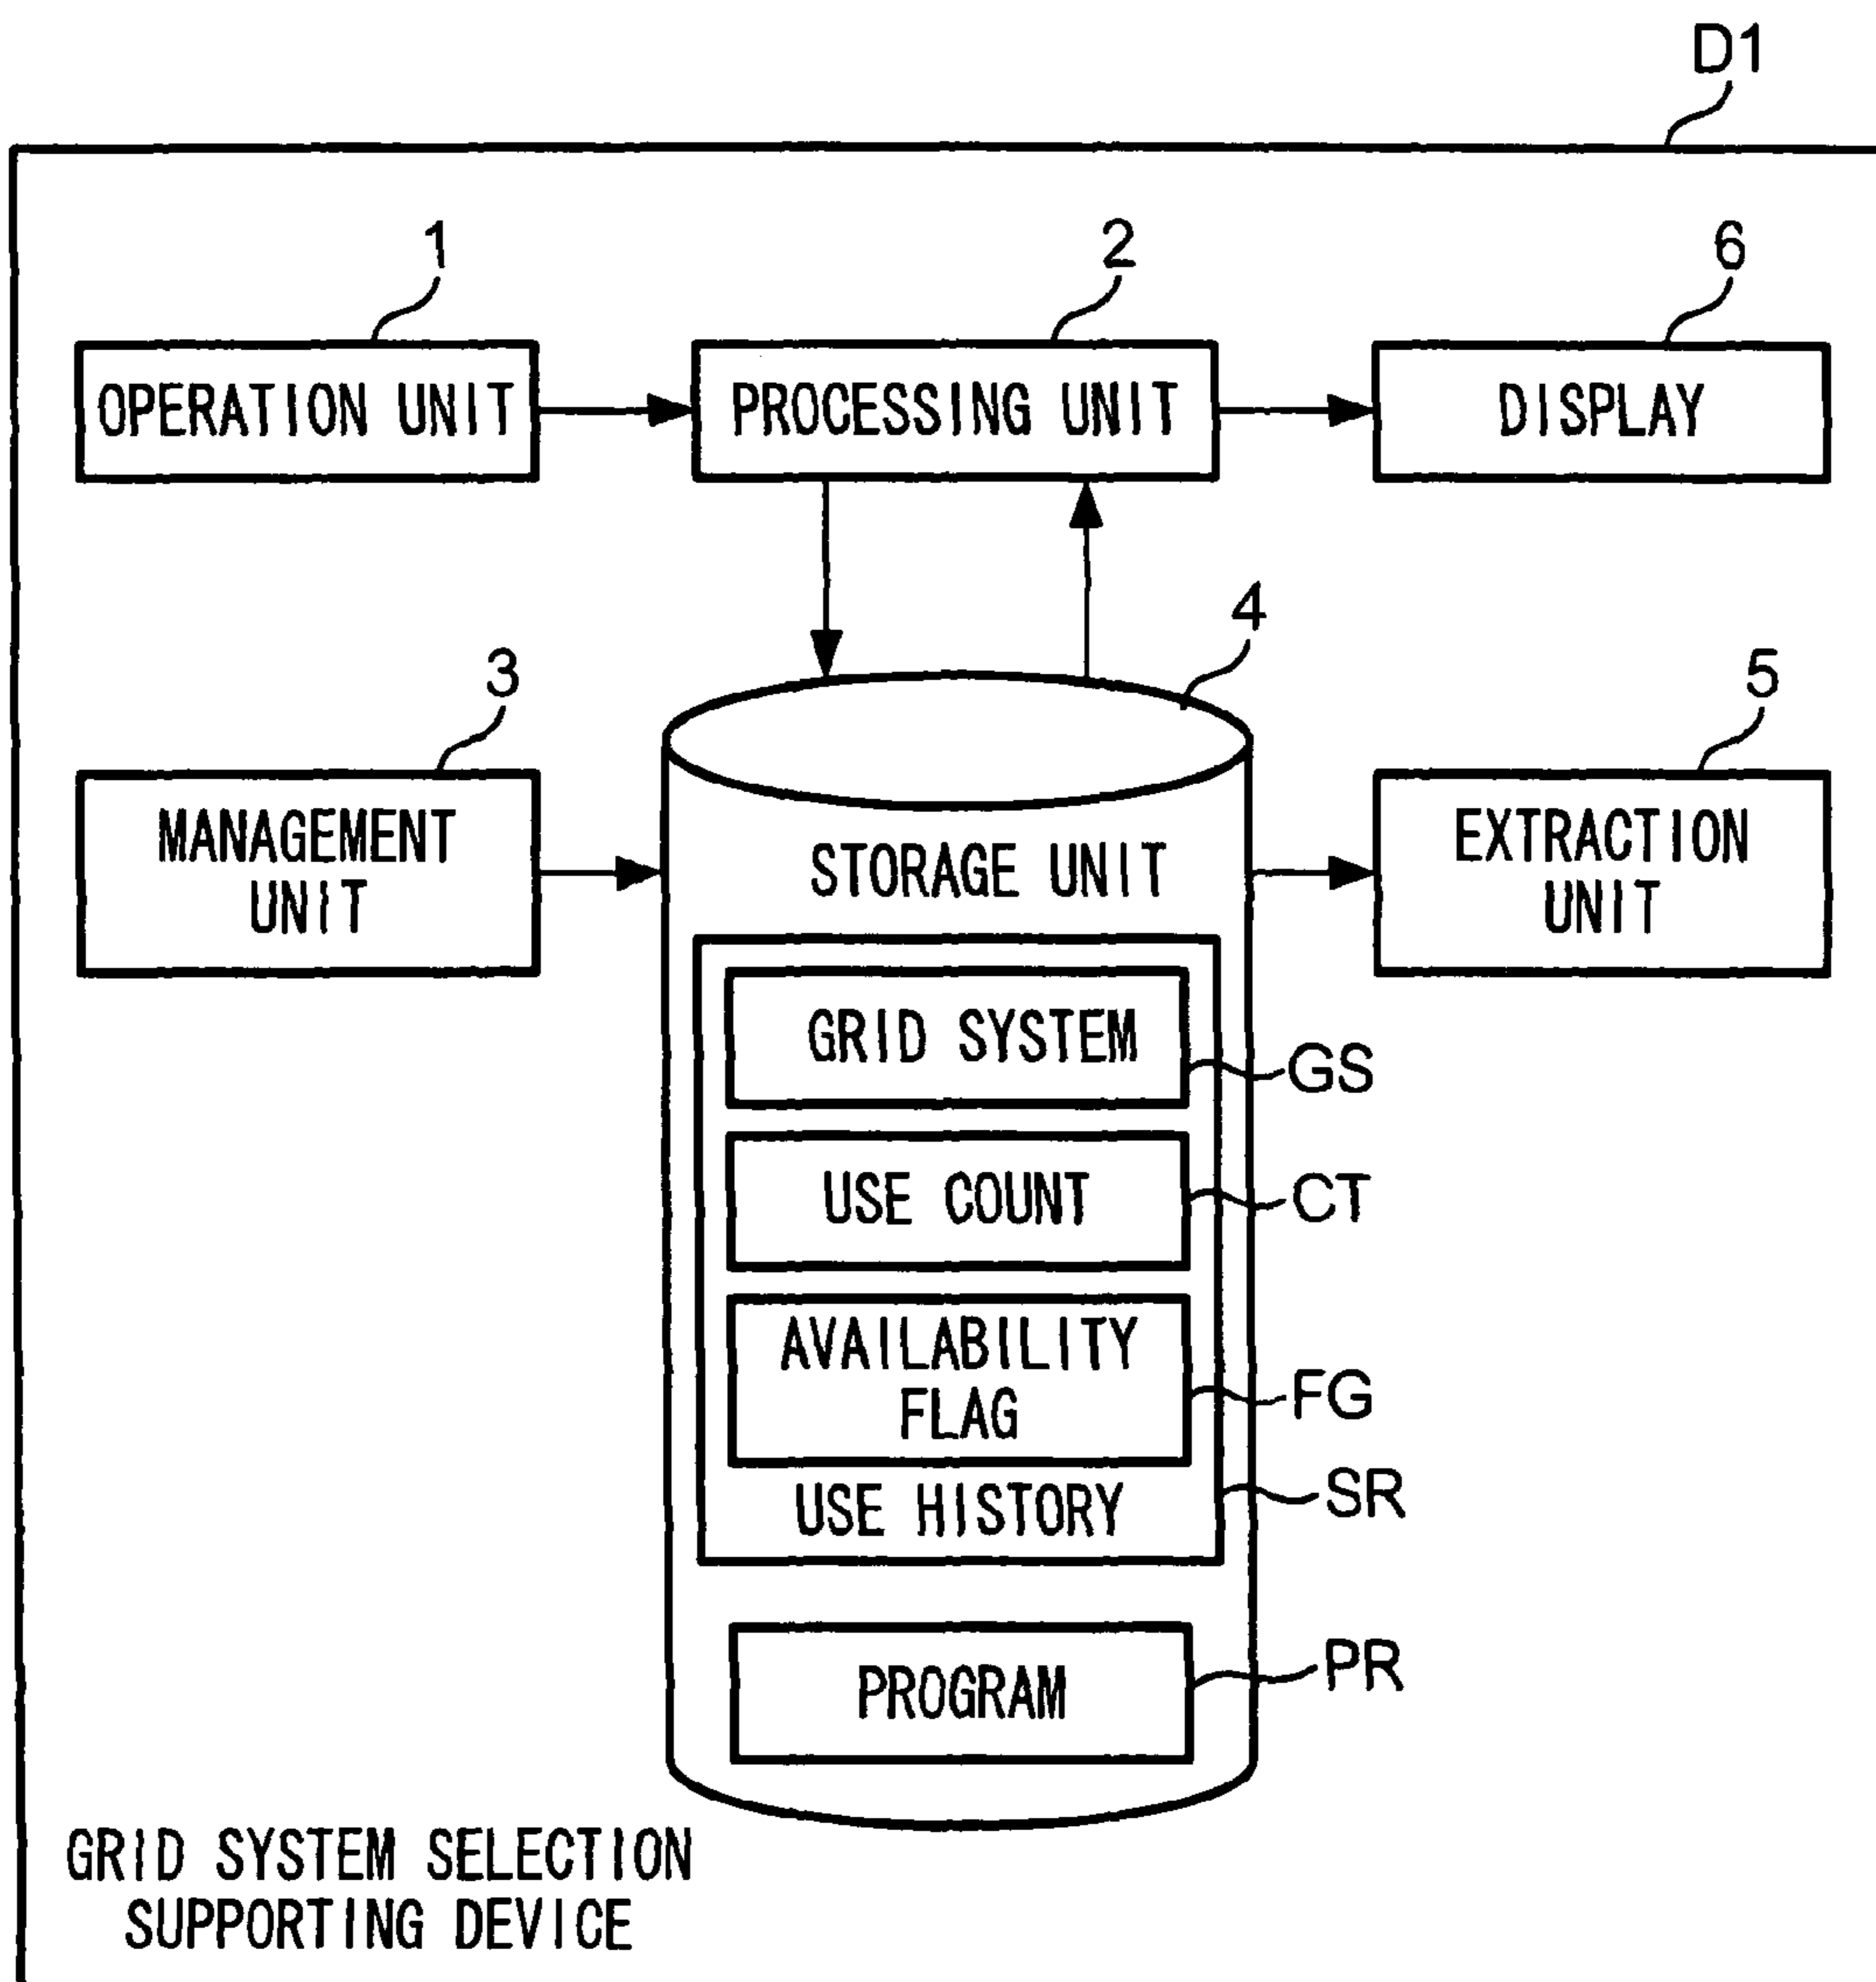 D1
1
2
6
OPERATION UNIT
PROCESSING UNIT
DISPLAY
4
3
5
MANAGEMENT
UNIT
STORAGE UNIT
EXTRACTION
UNIT
GRID SYSTEM
GS
USE COUNT
CT
AVAILABILITY
FLAG
FG
USE HISTORY
SR
PROGRAM
PR
GRID SYSTEM SELECTION
SUPPORTING DEVICE